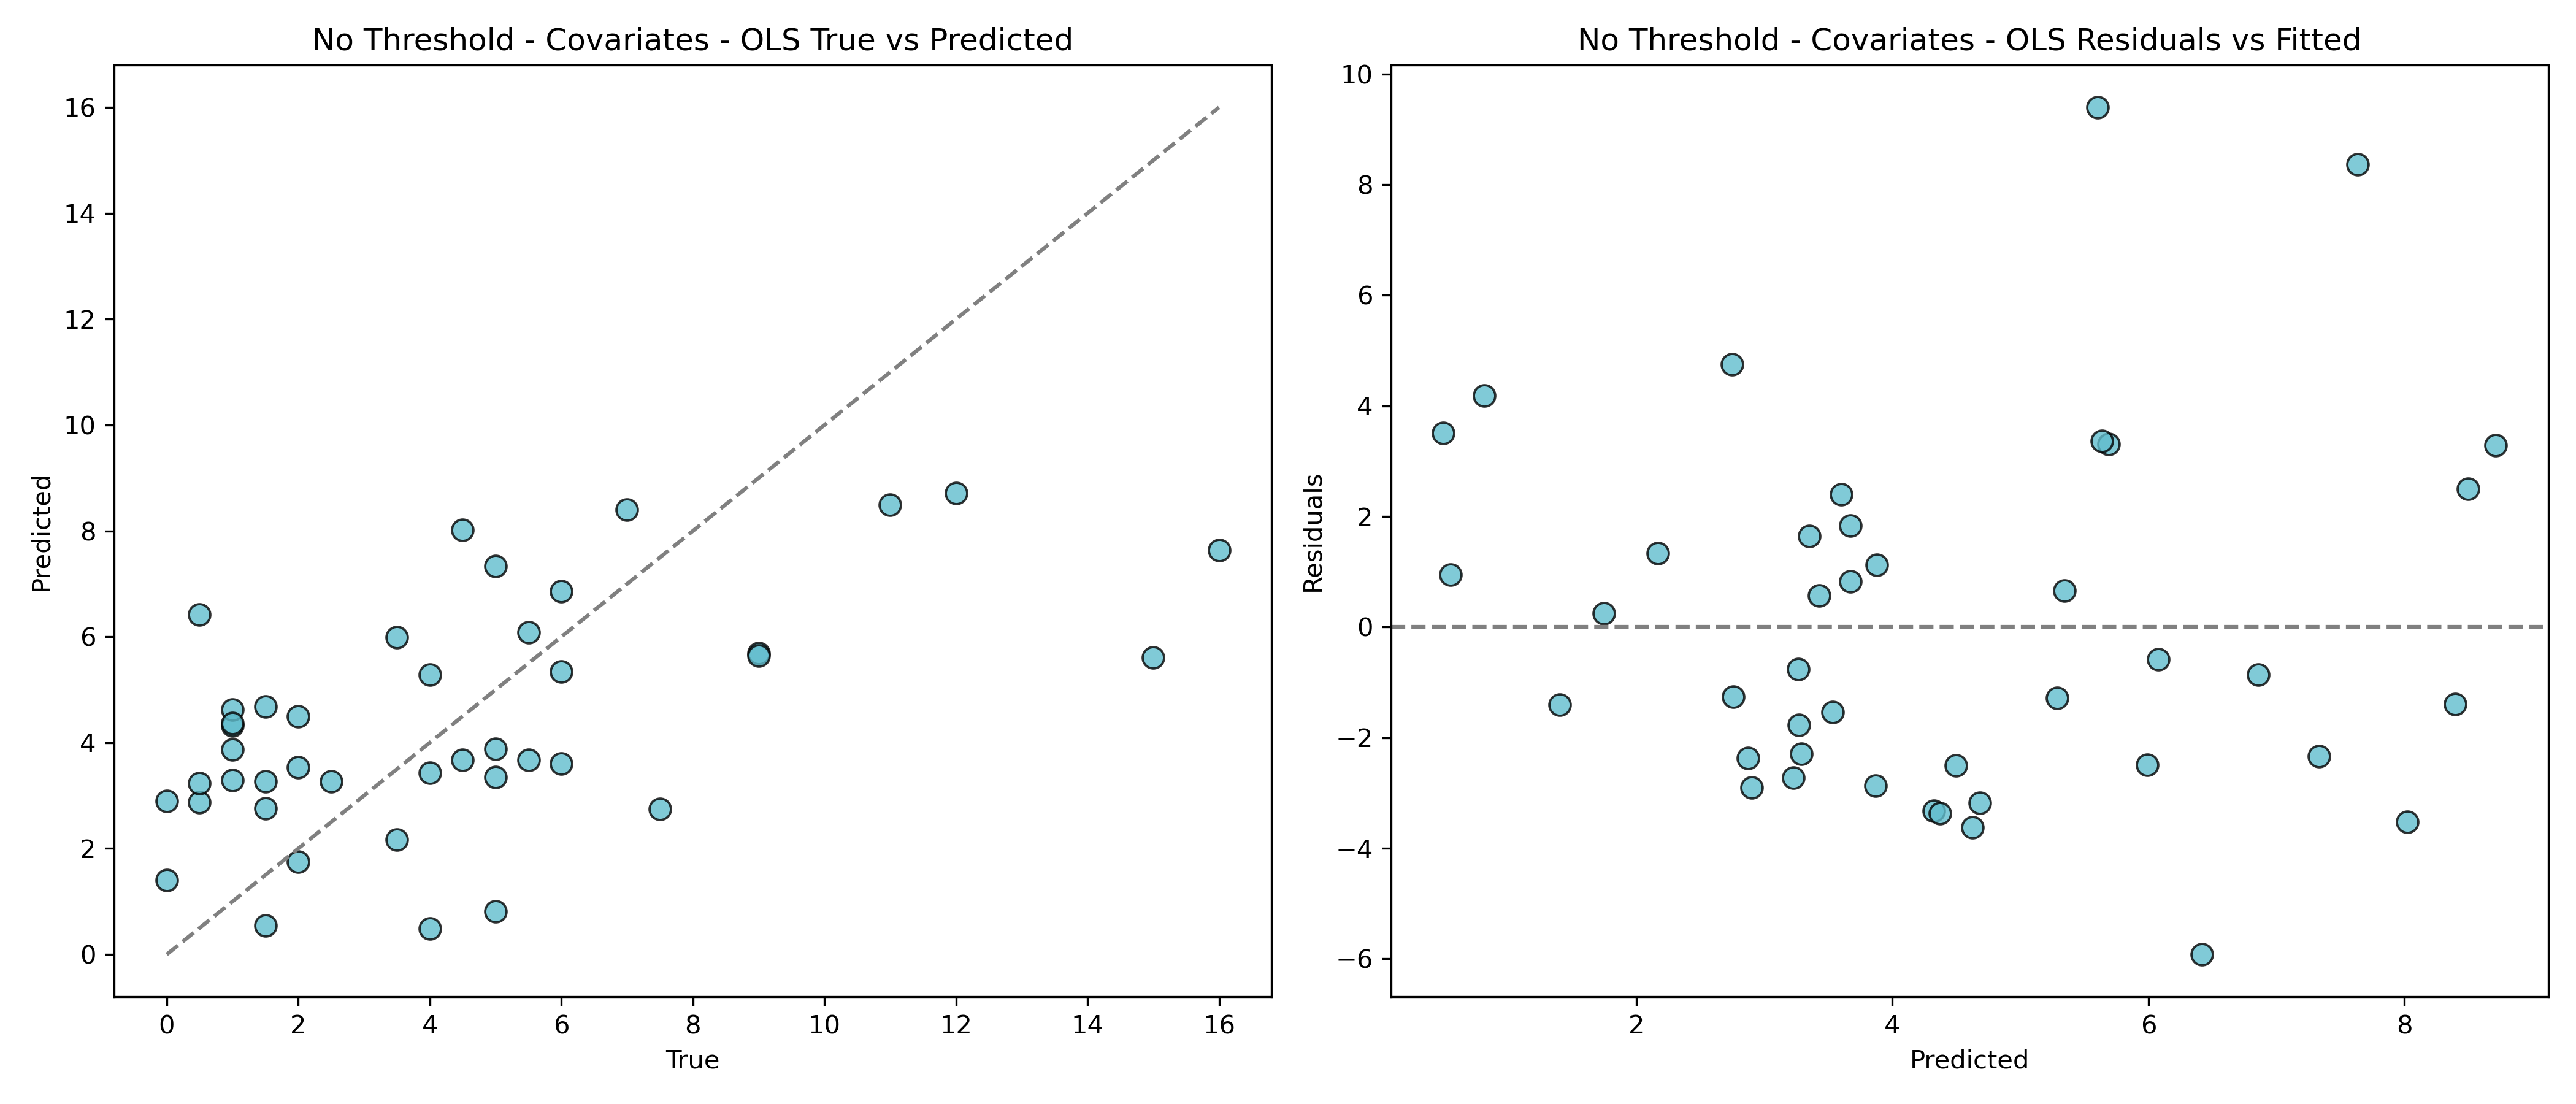 No Threshold - Covariates - OLS True vs Predicted
Predicted
16
14
12
10
8
6
4
2
0
0 2 4 6 8 10 12 14 16
True
No Threshold - Covariates - OLS Residuals vs Fitted
Residuals
10
8
6
4
2
0
−2
−4
−6
2 4 6 8
Predicted